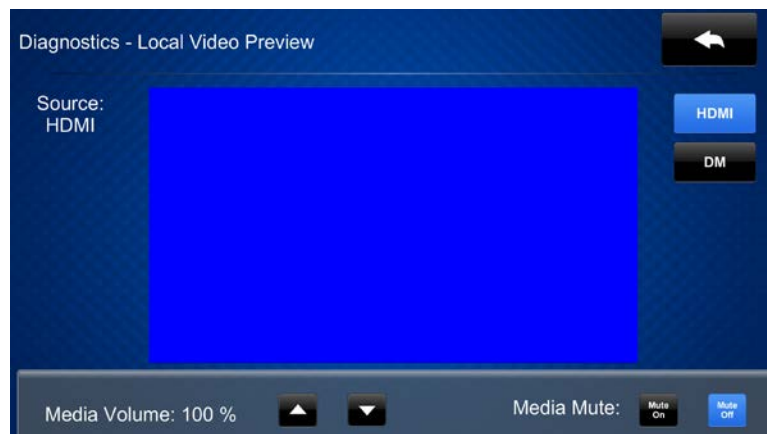 Diagnostics - Local Video Preview
Source:
HDMI
HDMI
DM
Media Volume: 100 %
Media Mute:
Mute
On
Mute
Off